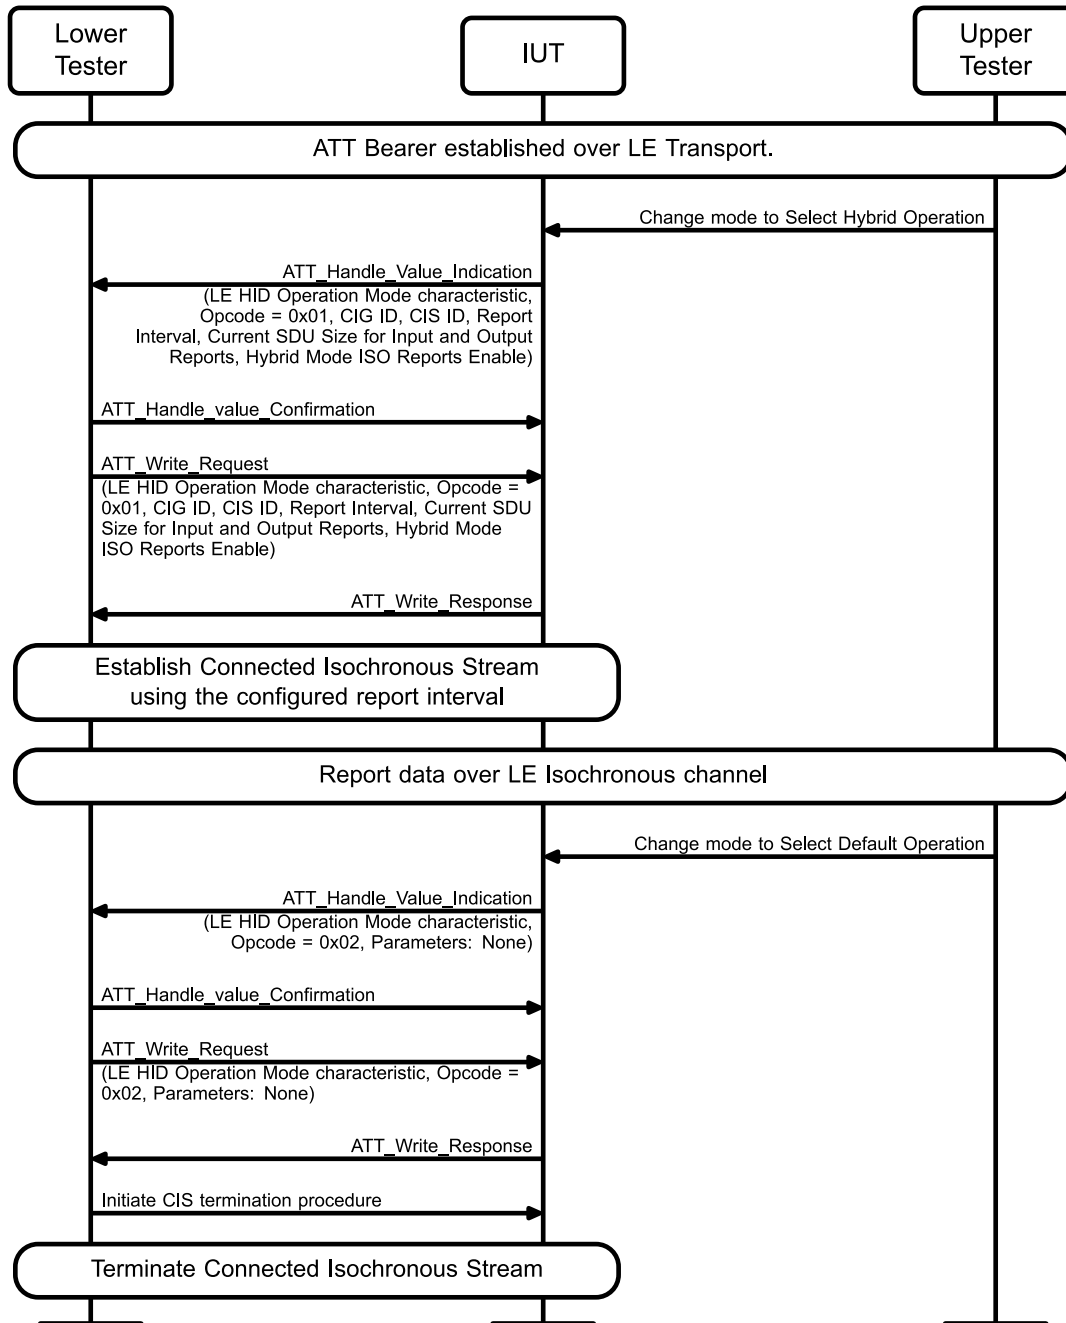 Lower
Tester
IUT
Upper
Tester
ATT Bearer established over LE Transport.
Change mode to Select Hybrid Operation
ATT_Handle_Value_Indication
(LE HID Operation Mode characteristic,
Opcode = 0x01, CIG ID, CIS ID, Report
Interval, Current SDU Size for Input and Output
Reports, Hybrid Mode ISO Reports Enable)
ATT_Handle_value_Confirmation
ATT_Write_Request
(LE HID Operation Mode characteristic, Opcode =
0x01, CIG ID, CIS ID, Report Interval, Current SDU
Size for Input and Output Reports, Hybrid Mode
ISO Reports Enable)
ATT_Write_Response
Establish Connected Isochronous Stream
using the configured report interval
Report data over LE Isochronous channel
Change mode to Select Default Operation
ATT_Handle_Value_Indication
(LE HID Operation Mode characteristic,
Opcode = 0x02, Parameters: None)
ATT_Handle_value_Confirmation
ATT_Write_Request
(LE HID Operation Mode characteristic, Opcode =
0x02, Parameters: None)
ATT_Write_Response
Initiate CIS termination procedure
Terminate Connected Isochronous Stream